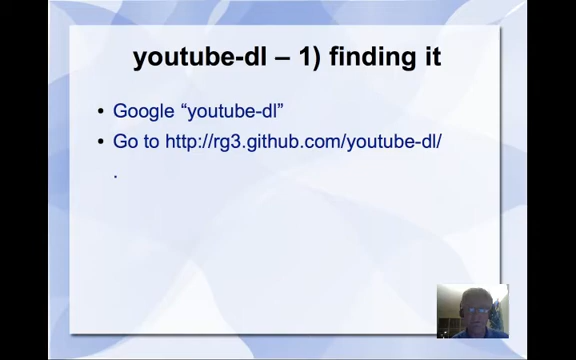 youtube-dl – 1) finding it
• Google “youtube-dl”
• Go to http://rg3.github.com/youtube-dl/
.